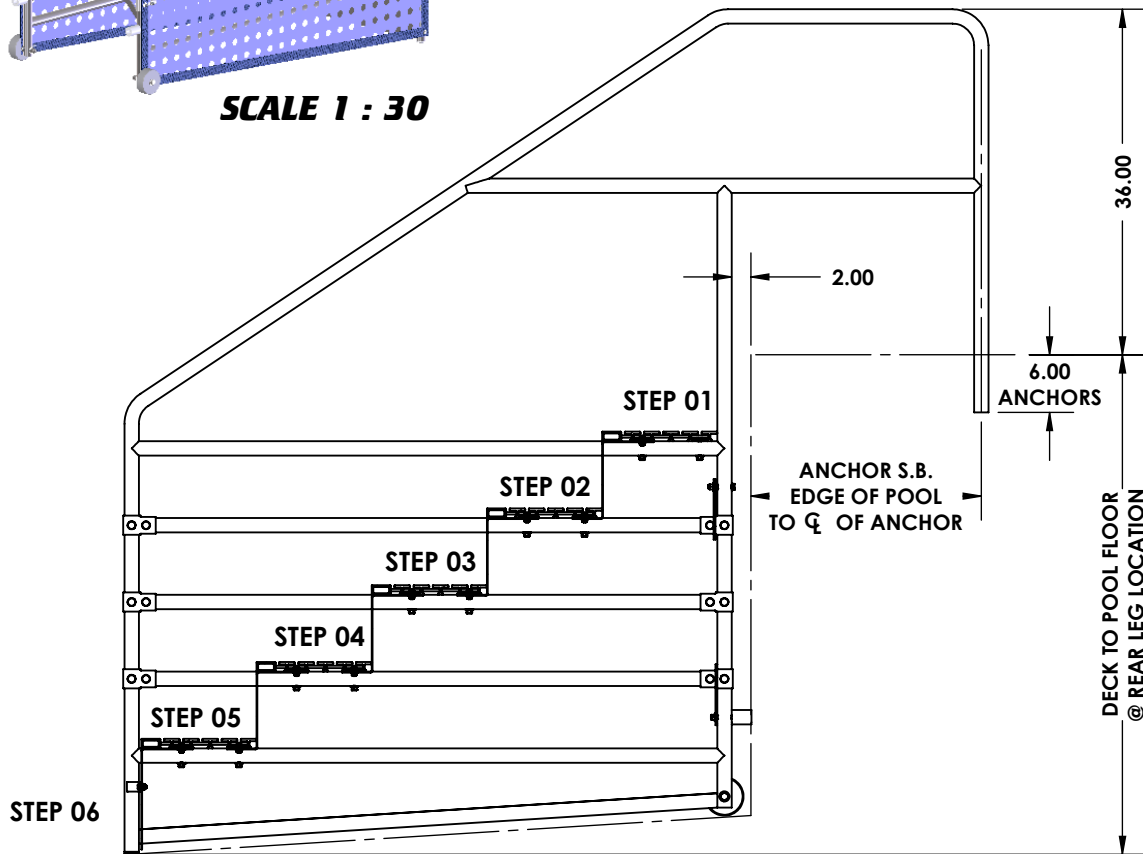 SCALE 1 : 30
36.00
2.00
6.00
ANCHORS
STEP 01
ANCHOR S.B.
EDGE OF POOL
TO ℄ OF ANCHOR
STEP 02
STEP 03
STEP 04
STEP 05
STEP 06
DECK TO POOL FLOOR
@ REAR LEG LOCATION